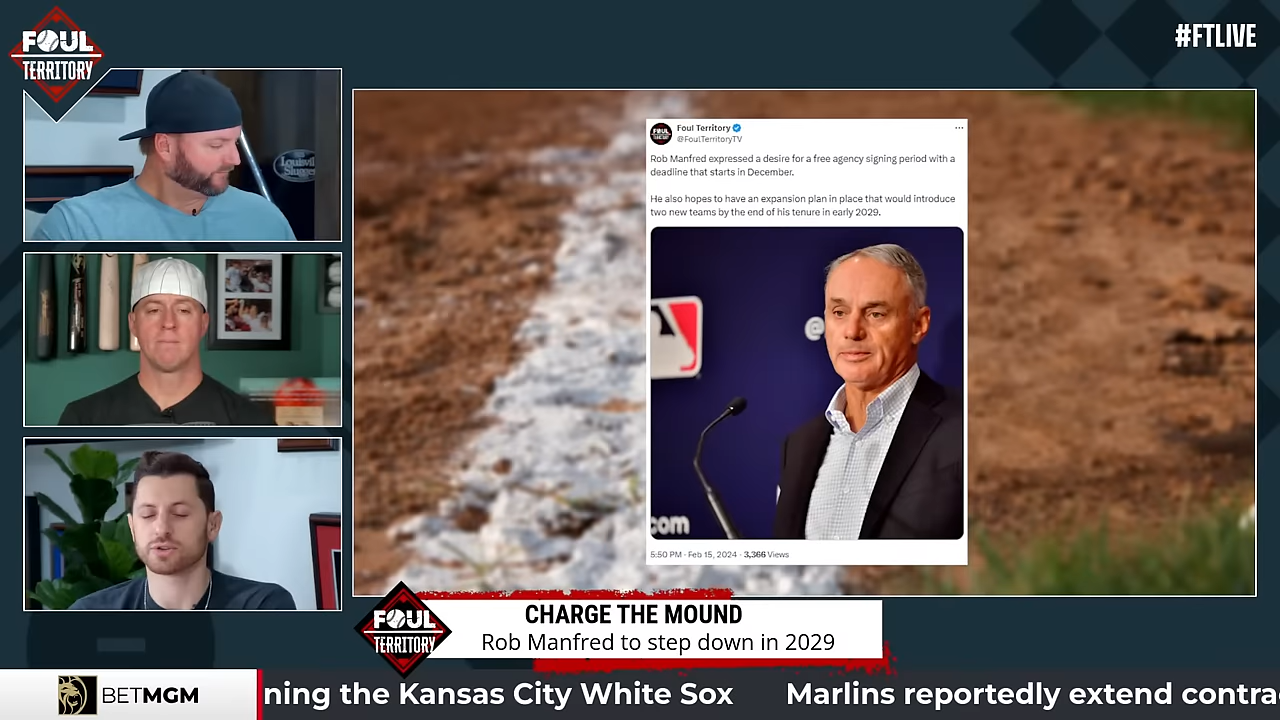 FOUL
TERRITORY
#FTLIVE
Louisville
Slugger
Foul Territory
@FoulTerritoryTV
Rob Manfred expressed a desire for a free agency signing period with a
deadline that starts in December.
He also hopes to have an expansion plan in place that would introduce
two new teams by the end of his tenure in early 2029.
@
com
5:50 PM · Feb 15, 2024 · 3,366 Views
FOUL
TERRITORY
CHARGE THE MOUND
Rob Manfred to step down in 2029
BETMGM
ning the Kansas City White Sox
Marlins reportedly extend contra